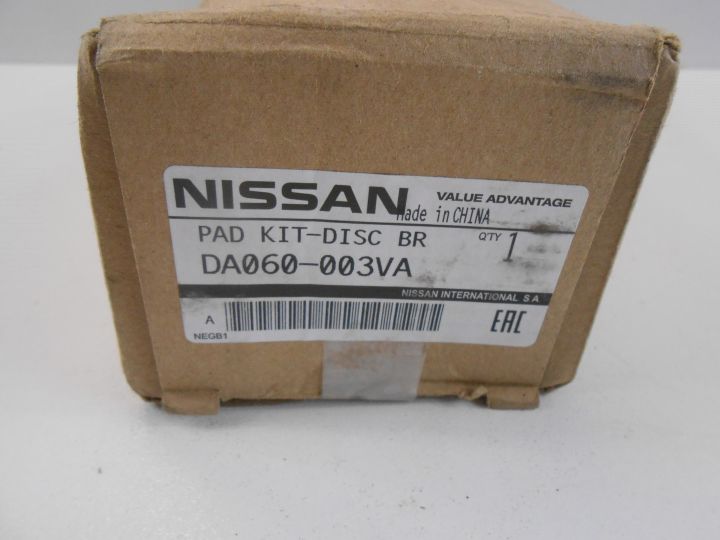 NISSAN VALUE ADVANTAGE
Made in CHINA
PAD KIT-DISC BR QTY 1
DA060-003VA
NISSAN INTERNATIONAL S A
A EAC
NEGB1